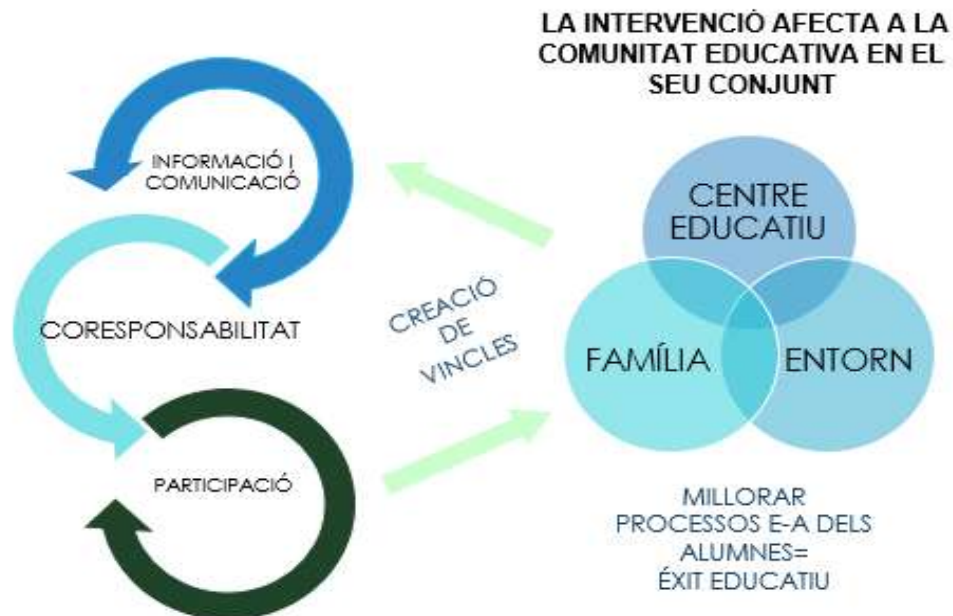 LA INTERVENCIÓ AFECTA A LA
COMUNITAT EDUCATIVA EN EL
SEU CONJUNT
INFORMACIÓ I
COMUNICACIÓ
CORESPONSABILITAT
PARTICIPACIÓ
CREACIÓ
DE
VINCLES
CENTRE
EDUCATIU
FAMÍLIA
ENTORN
MILLORAR
PROCESSOS E-A DELS
ALUMNES=
ÉXIT EDUCATIU